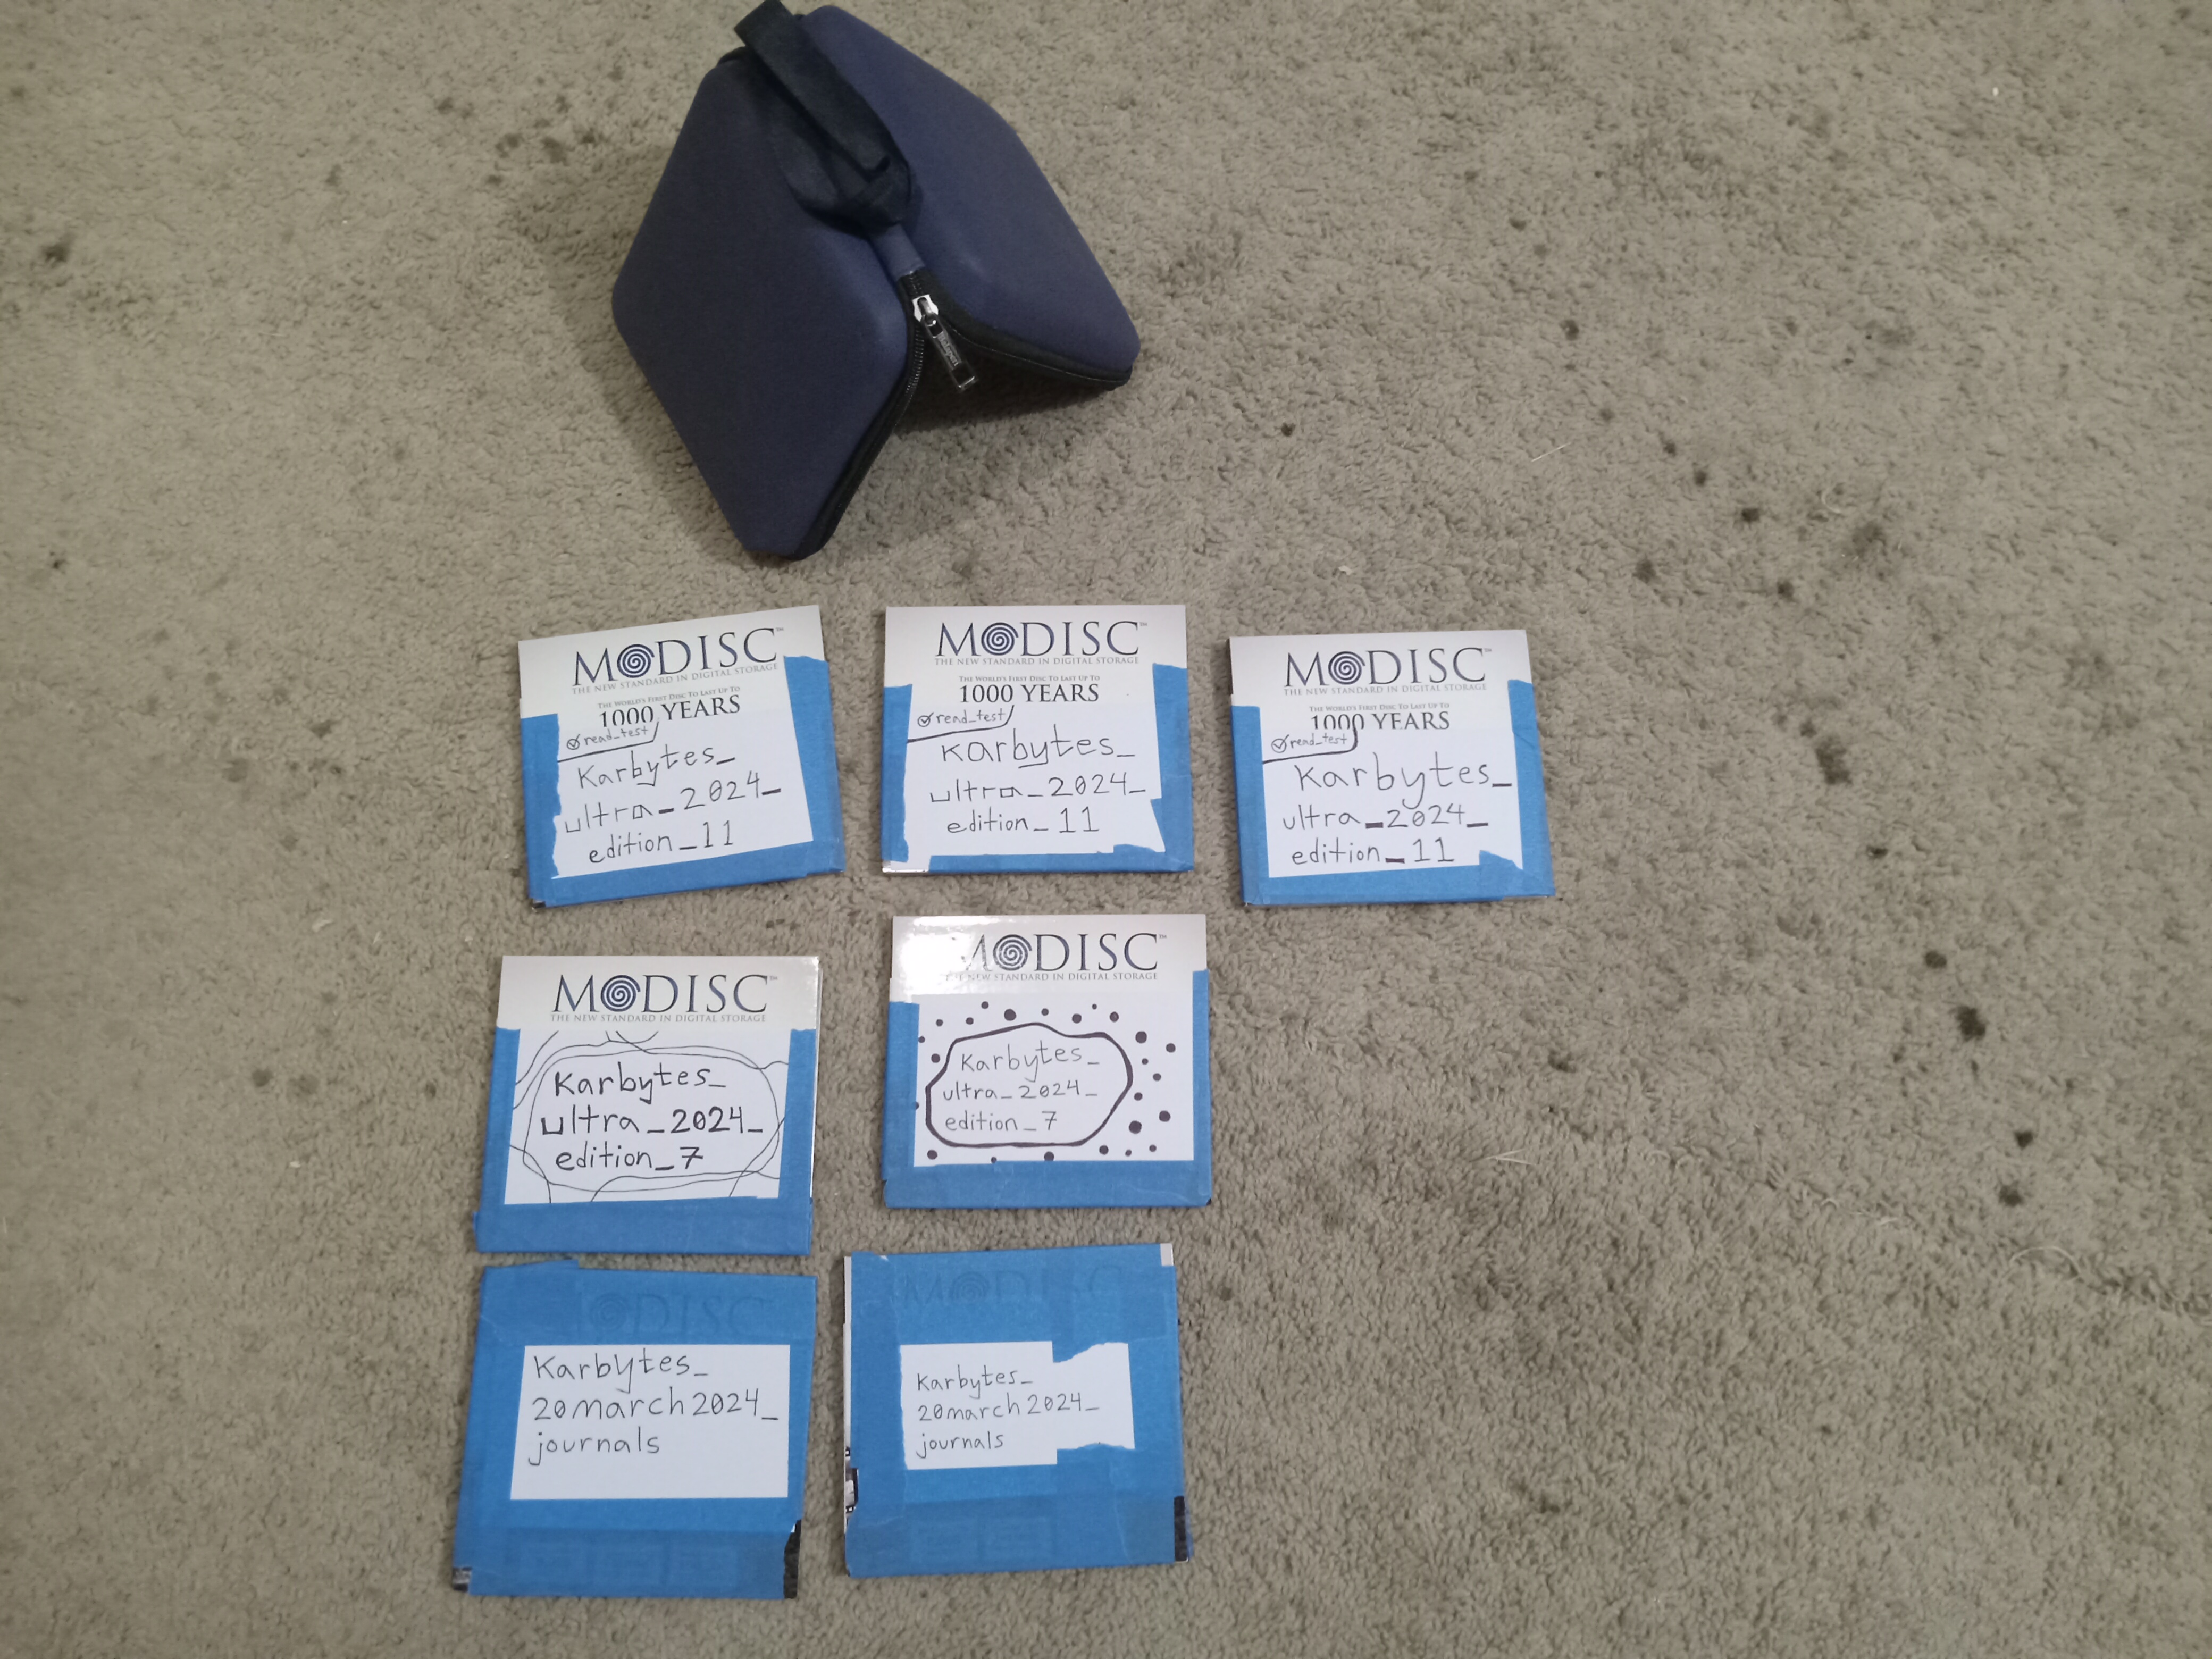 MDISC™
THE NEW STANDARD IN DIGITAL STORAGE
THE WORLD'S FIRST DISC TO LAST UP TO
1000 YEARS
read_test
Karbytes_
ultra_2024_
edition_11
MDISC™
THE NEW STANDARD IN DIGITAL STORAGE
THE WORLD'S FIRST DISC TO LAST UP TO
1000 YEARS
read_test
Karbytes_
ultra_2024_
edition_11
MDISC™
THE NEW STANDARD IN DIGITAL STORAGE
THE WORLD'S FIRST DISC TO LAST UP TO
1000 YEARS
read_test
Karbytes_
ultra_2024_
edition_11
MDISC™
THE NEW STANDARD IN DIGITAL STORAGE
Karbytes_
ultra_2024_
edition_7
MDISC™
THE NEW STANDARD IN DIGITAL STORAGE
Karbytes_
ultra_2024_
edition_7
DISC
Karbytes_
20march2024_
journals
MDISC
Karbytes_
20march2024_
journals